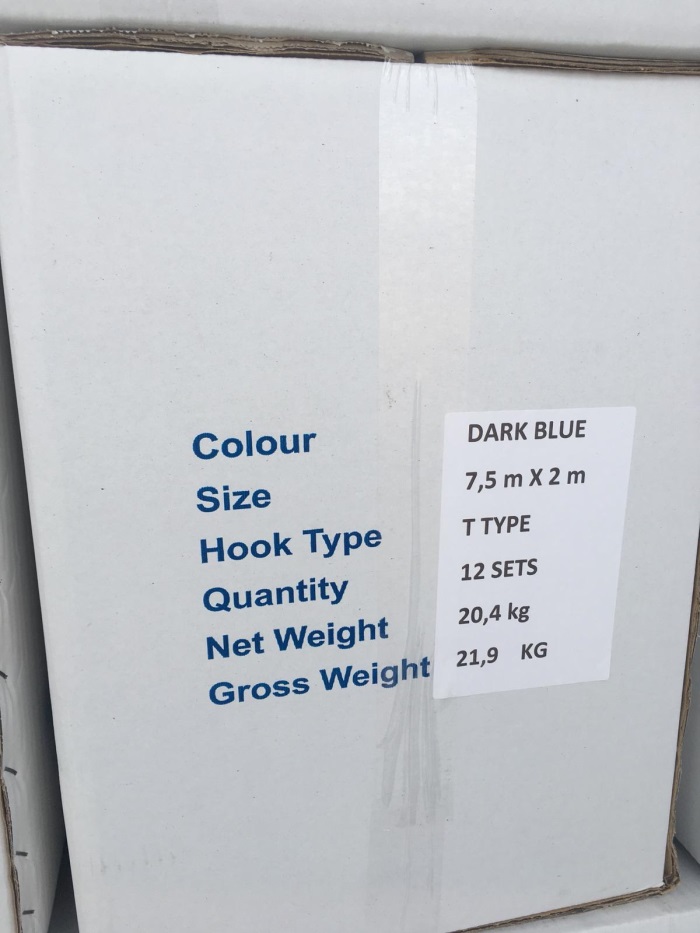 Colour DARK BLUE
Size 7,5 m X 2 m
Hook Type T TYPE
Quantity 12 SETS
Net Weight 20,4 kg
Gross Weight 21,9 KG